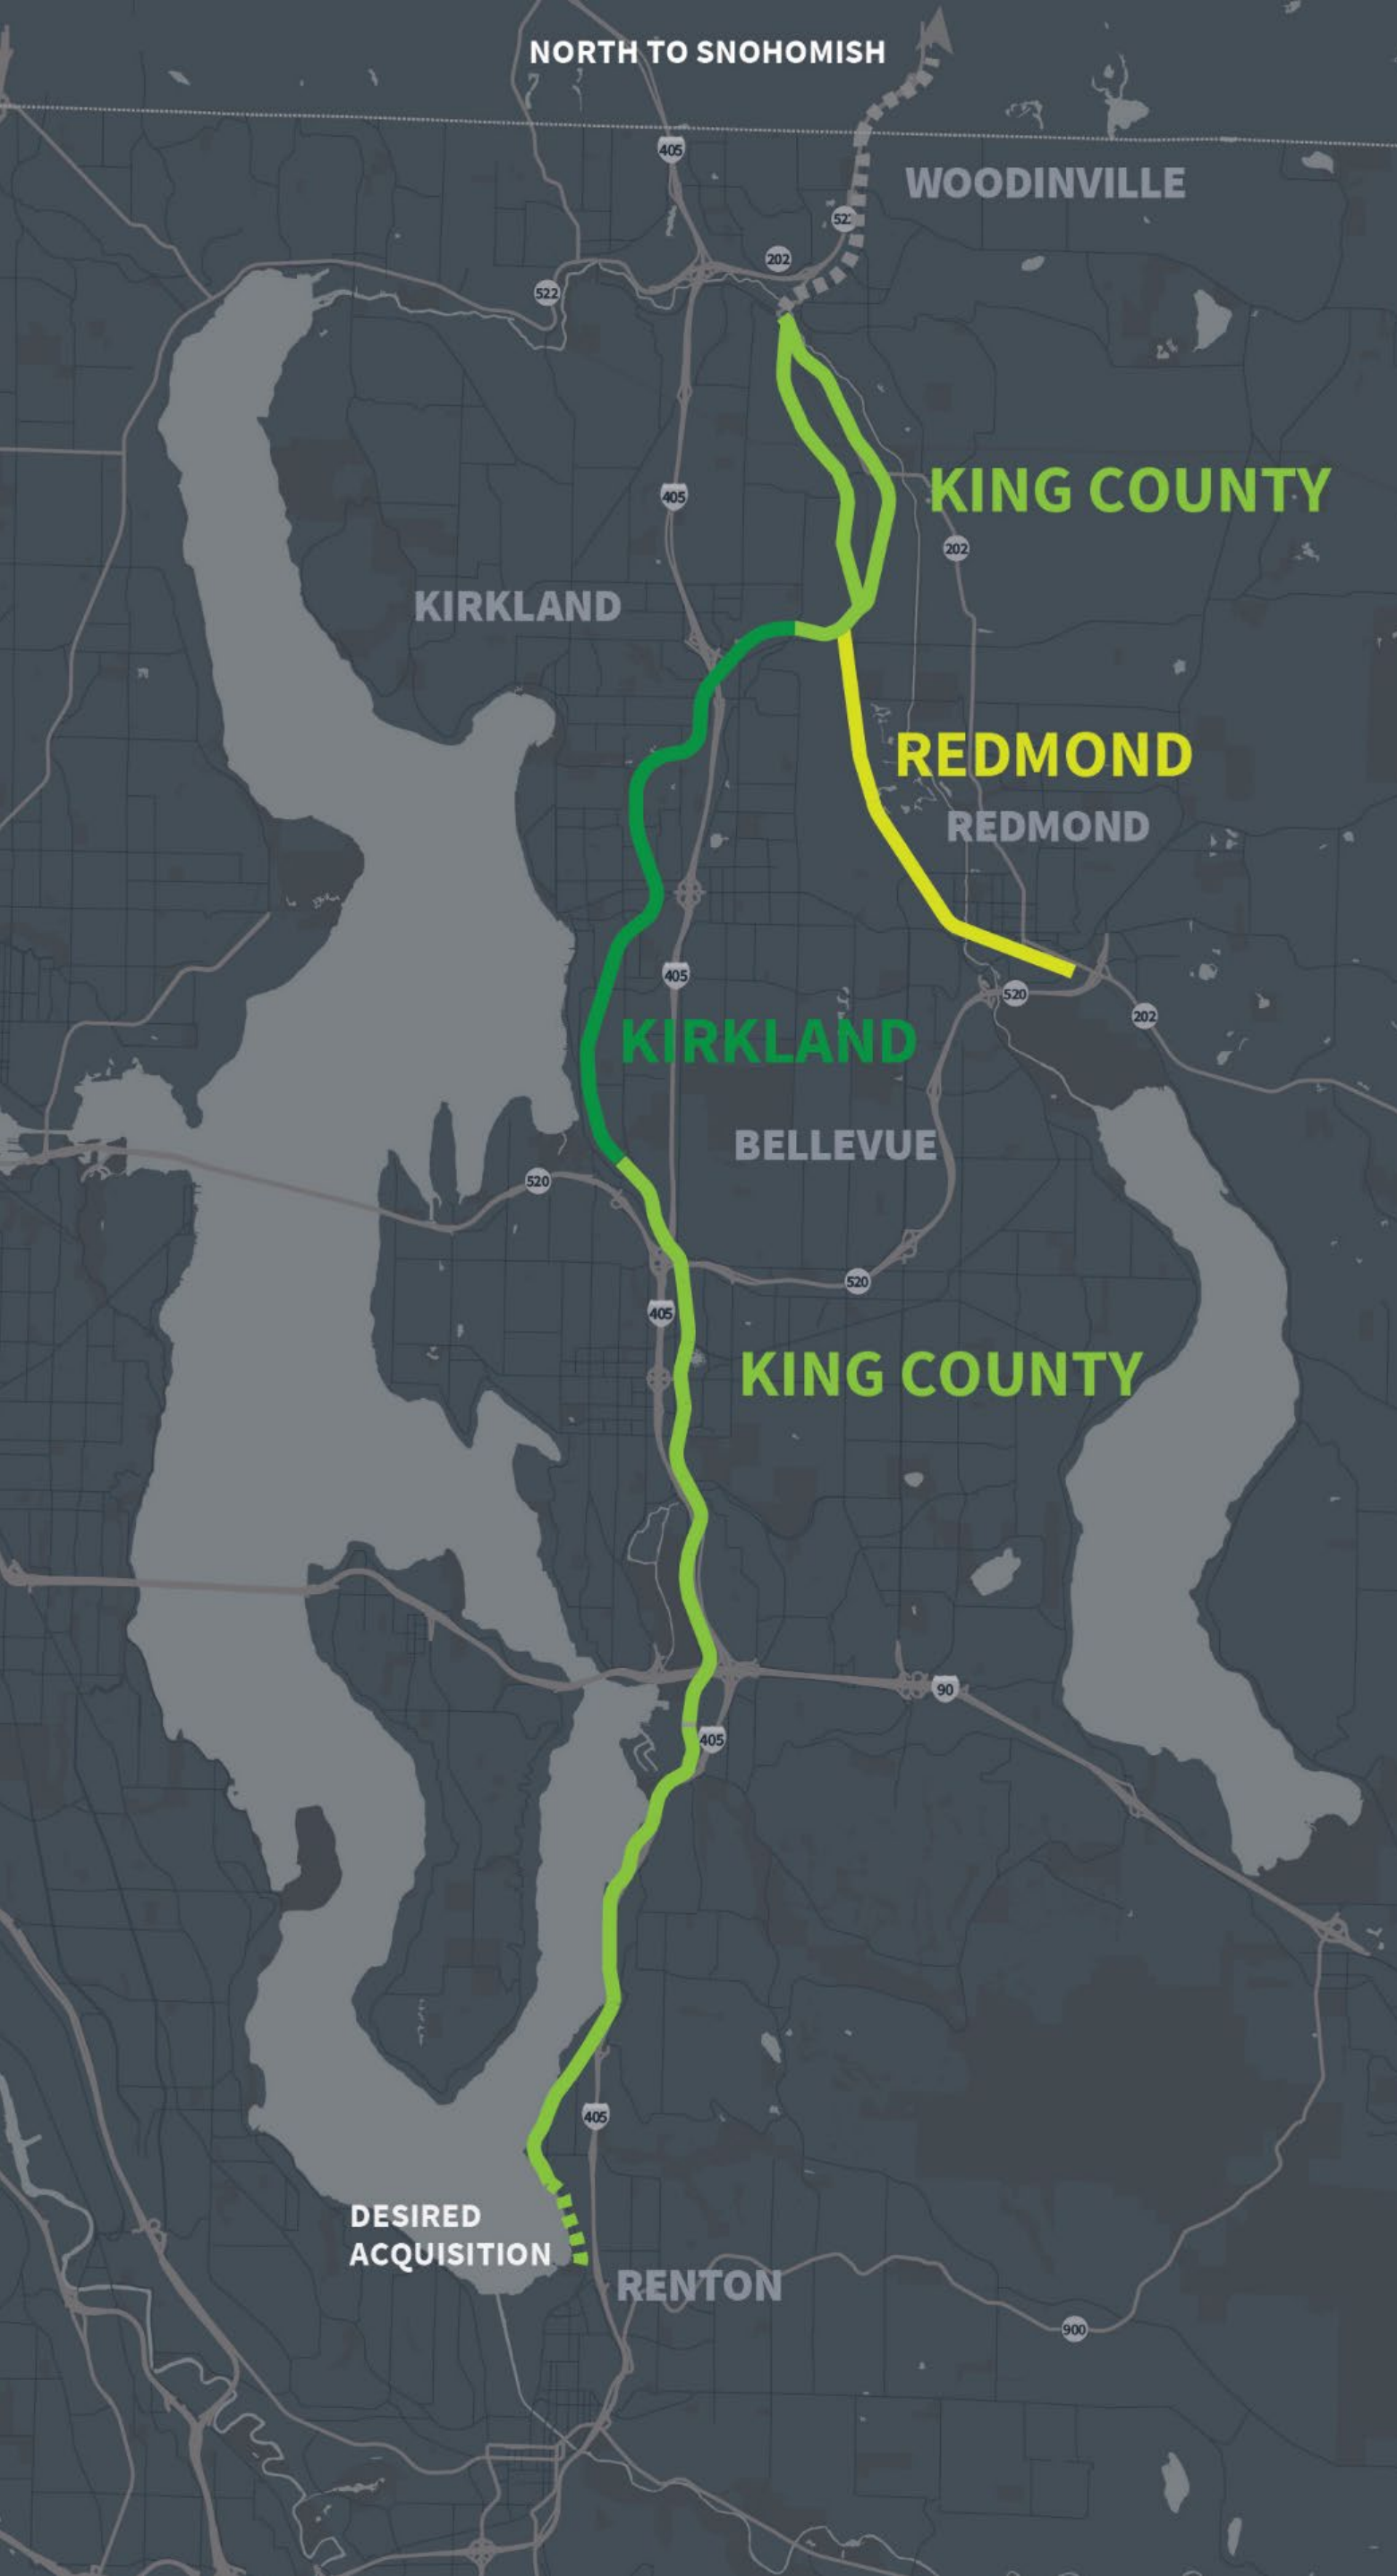 NORTH TO SNOHOMISH
405
WOODINVILLE
522
202
522
KING COUNTY
405
202
KIRKLAND
REDMOND
REDMOND
405
520
202
KIRKLAND
BELLEVUE
520
520
405
KING COUNTY
90
405
405
DESIRED
ACQUISITION
RENTON
900